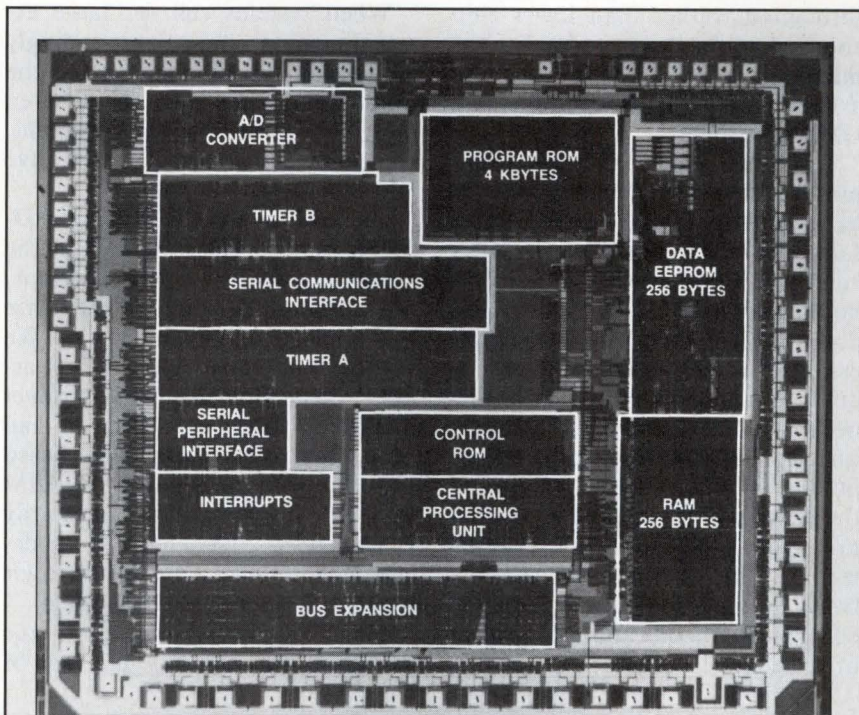 A/D
CONVERTER
PROGRAM ROM
4 KBYTES
TIMER B
DATA
EEPROM
256 BYTES
SERIAL COMMUNICATIONS
INTERFACE
TIMER A
SERIAL
PERIPHERAL
INTERFACE
CONTROL
ROM
INTERRUPTS
CENTRAL
PROCESSING
UNIT
RAM
256 BYTES
BUS EXPANSION